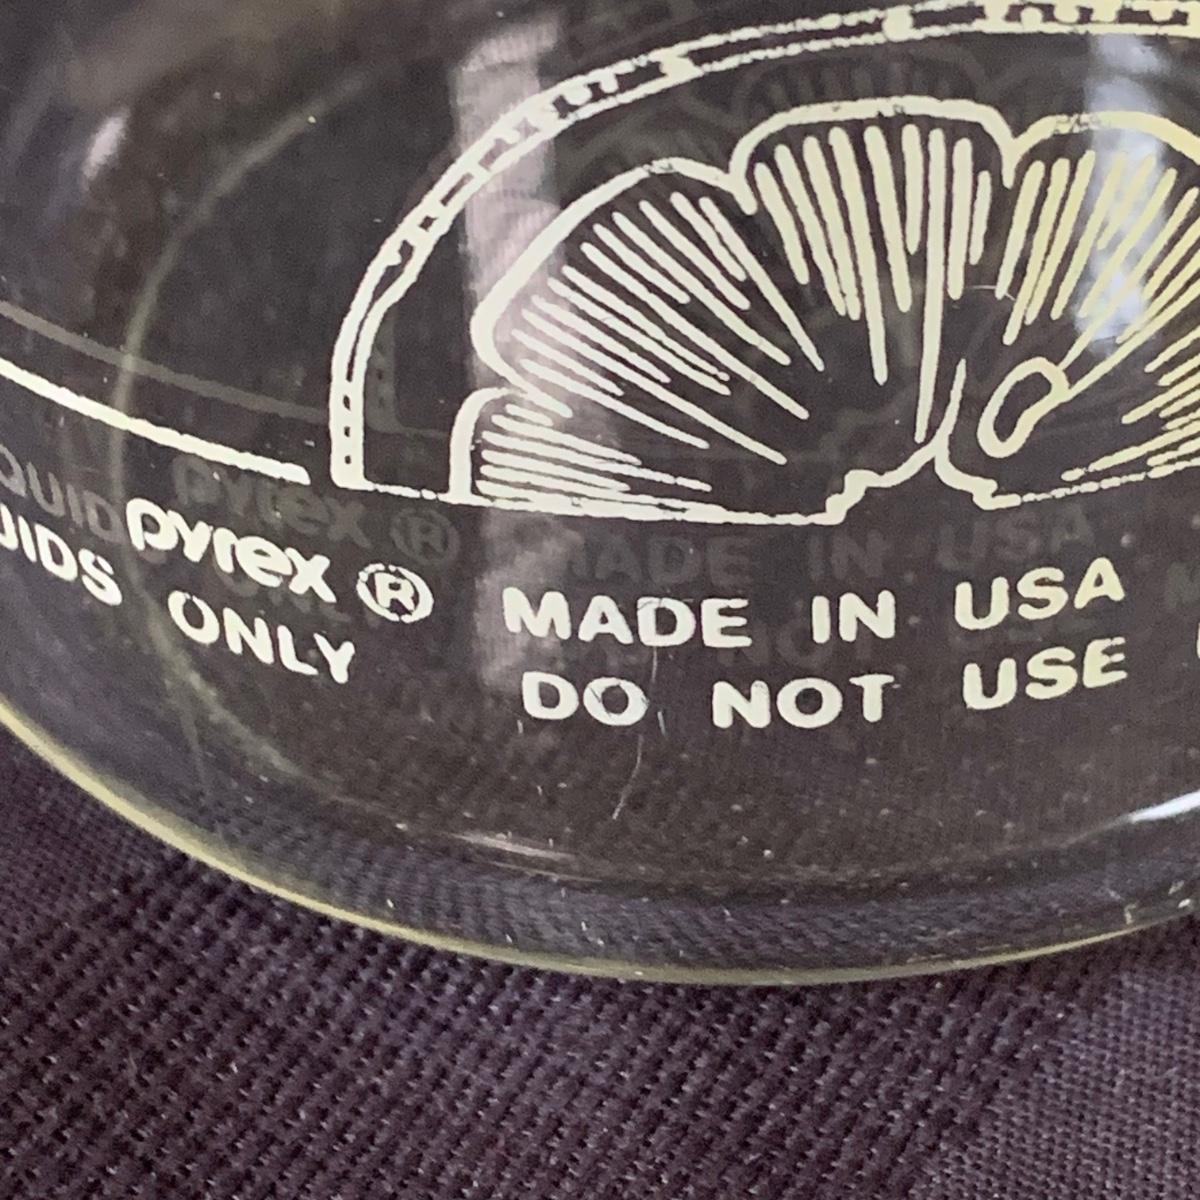 pyrex ® MADE IN USA
ONLY DO NOT USE